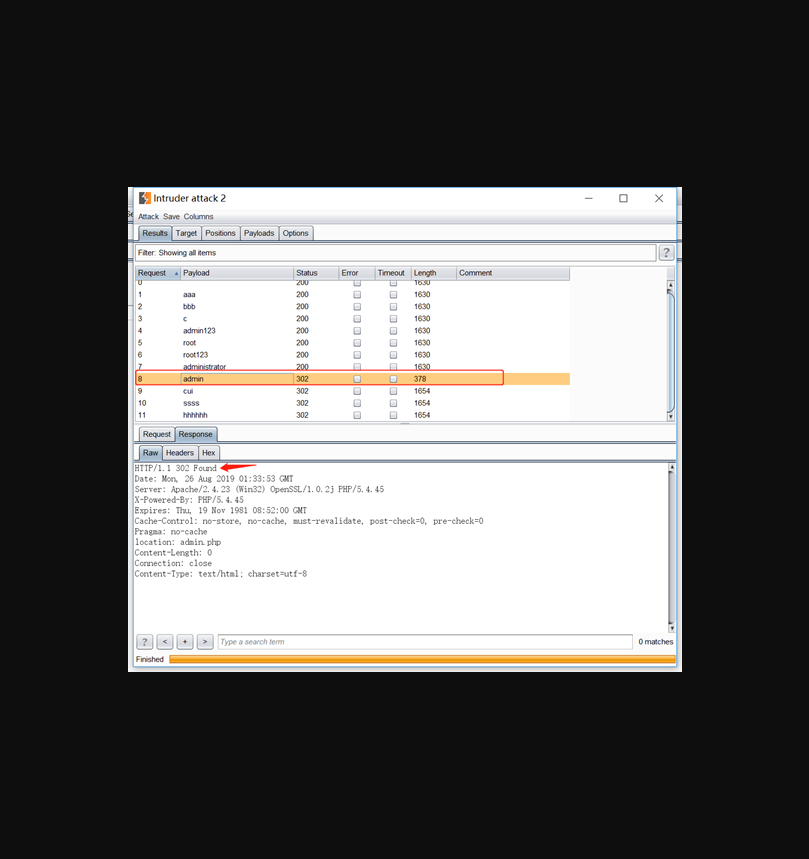 Intruder attack 2
Attack Save Columns
Results Target Positions Payloads Options
Filter: Showing all items ?
Request Payload Status Error Timeout Length Comment
0 200 1630
1 aaa 200 1630
2 bbb 200 1630
3 c 200 1630
4 admin123 200 1630
5 root 200 1630
6 root123 200 1630
7 administrator 200 1630
8 admin 302 378
9 cui 302 1654
10 ssss 302 1654
11 hhhhhh 302 1654
Request Response
Raw Headers Hex
HTTP/1.1 302 Found
Date: Mon, 26 Aug 2019 01:33:53 GMT
Server: Apache/2.4.23 (Win32) OpenSSL/1.0.2j PHP/5.4.45
X-Powered-By: PHP/5.4.45
Expires: Thu, 19 Nov 1981 08:52:00 GMT
Cache-Control: no-store, no-cache, must-revalidate, post-check=0, pre-check=0
Pragma: no-cache
location: admin.php
Content-Length: 0
Connection: close
Content-Type: text/html; charset=utf-8
? < + > Type a search term 0 matches
Finished